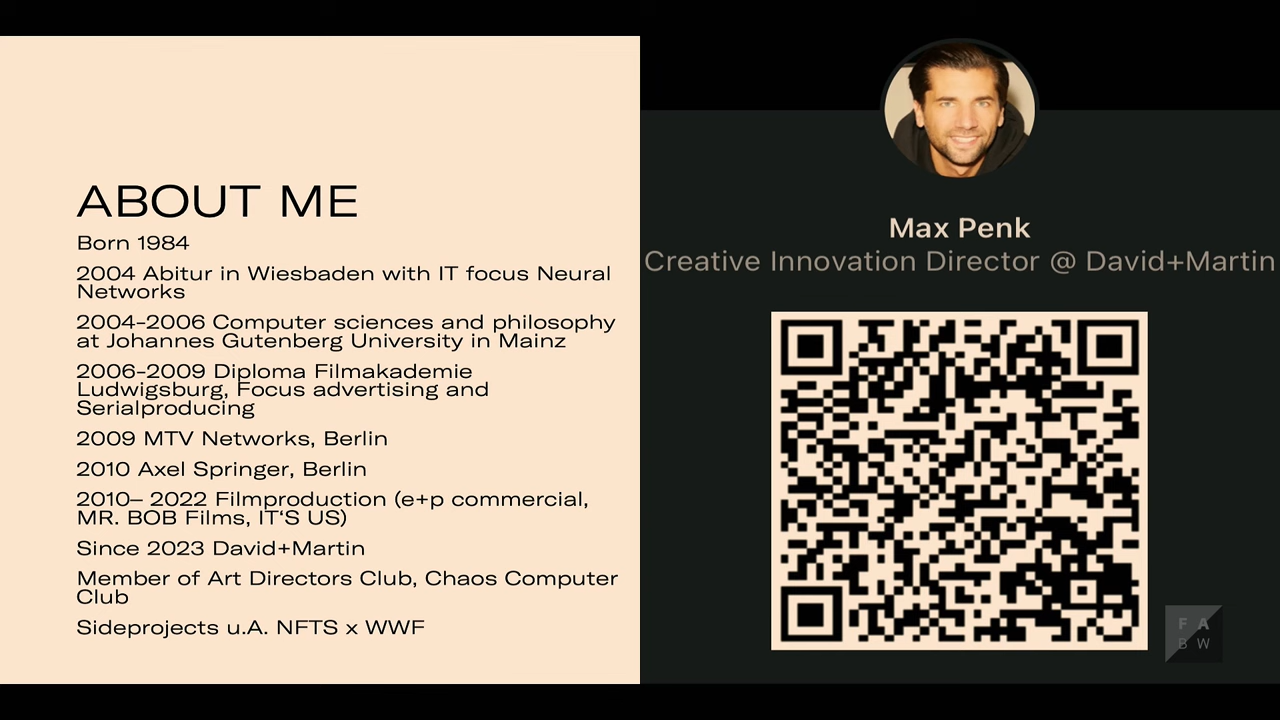 ABOUT ME
Born 1984
2004 Abitur in Wiesbaden with IT focus Neural
Networks
2004-2006 Computer sciences and philosophy
at Johannes Gutenberg University in Mainz
2006-2009 Diploma Filmakademie
Ludwigsburg, Focus advertising and
Serialproducing
2009 MTV Networks, Berlin
2010 Axel Springer, Berlin
2010– 2022 Filmproduction (e+p commercial,
MR. BOB Films, IT‘S US)
Since 2023 David+Martin
Member of Art Directors Club, Chaos Computer
Club
Sideprojects u.A. NFTS x WWF
Max Penk
Creative Innovation Director @ David+Martin
F A
B W